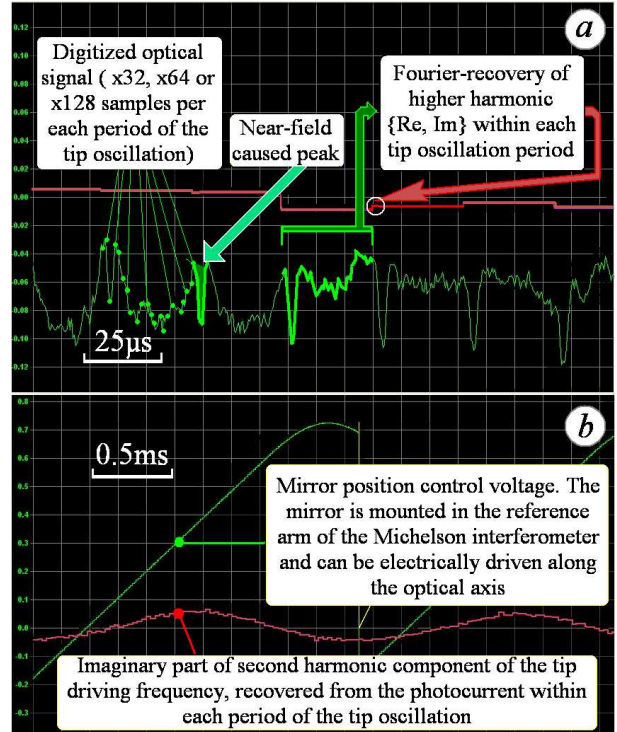 0.12
a
0.10
Digitized optical
signal ( x32, x64 or
x128 samples per
each period of the
tip oscillation)
Fourier-recovery of
higher harmonic
{Re, Im} within each
tip oscillation period
0.08
0.06
Near-field
caused peak
0.04
0.02
0.00
-0.02
-0.04
-0.06
-0.08
-0.10
-0.12
25µs
0.8
b
0.7
0.6
0.5ms
0.5
Mirror position control voltage. The
mirror is mounted in the reference
arm of the Michelson interferometer
and can be electrically driven along
the optical axis
0.4
0.3
0.2
0.1
0.0
-0.1
Imaginary part of second harmonic component of the tip
driving frequency, recovered from the photocurrent within
each period of the tip oscillation
-0.2
-0.3